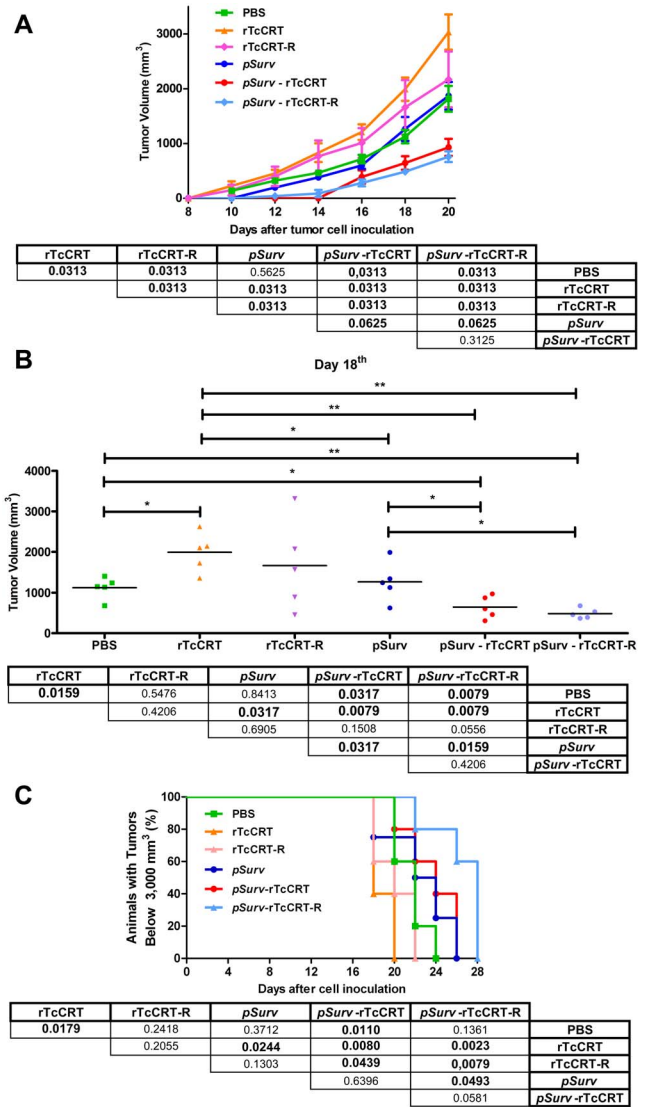 A
PBS
rTcCRT
rTcCRT-R
pSurv
pSurv - rTcCRT
pSurv - rTcCRT-R
Tumor Volume (mm3)
3000
2000
1000
0
8 10 12 14 16 18 20
Days after tumor cell inoculation
rTcCRT rTcCRT-R pSurv pSurv-rTcCRT pSurv-rTcCRT-R
0.0313 0.0313 0.5625 0,0313 0.0313 PBS
0.0313 0.0313 0.0313 0.0313 rTcCRT
0.0313 0.0313 0.0313 rTcCRT-R
0.0625 0.0625 pSurv
0.3125 pSurv-rTcCRT
B
Day 18th
**
**
*
**
*
* *
*
Tumor Volume (mm3)
4000
3000
2000
1000
0
PBS rTcCRT rTcCRT-R pSurv pSurv - rTcCRT pSurv - rTcCRT-R
rTcCRT rTcCRT-R pSurv pSurv-rTcCRT pSurv-rTcCRT-R
0.0159 0.5476 0.8413 0.0317 0.0079 PBS
0.4206 0.0317 0.0079 0.0079 rTcCRT
0.6905 0.1508 0.0556 rTcCRT-R
0.0317 0.0159 pSurv
0.4206 pSurv-rTcCRT
C
Animals with Tumors
Below 3,000 mm3 (%)
100
80
60
40
20
0
PBS
rTcCRT
rTcCRT-R
pSurv
pSurv-rTcCRT
pSurv-rTcCRT-R
0 4 8 12 16 20 24 28
Days after cell inoculation
rTcCRT rTcCRT-R pSurv pSurv-rTcCRT pSurv-rTcCRT-R
0.0179 0.2418 0.3712 0.0110 0.1361 PBS
0.2055 0.0244 0.0080 0.0023 rTcCRT
0.1303 0.0439 0,0079 rTcCRT-R
0.6396 0.0493 pSurv
0.0581 pSurv-rTcCRT